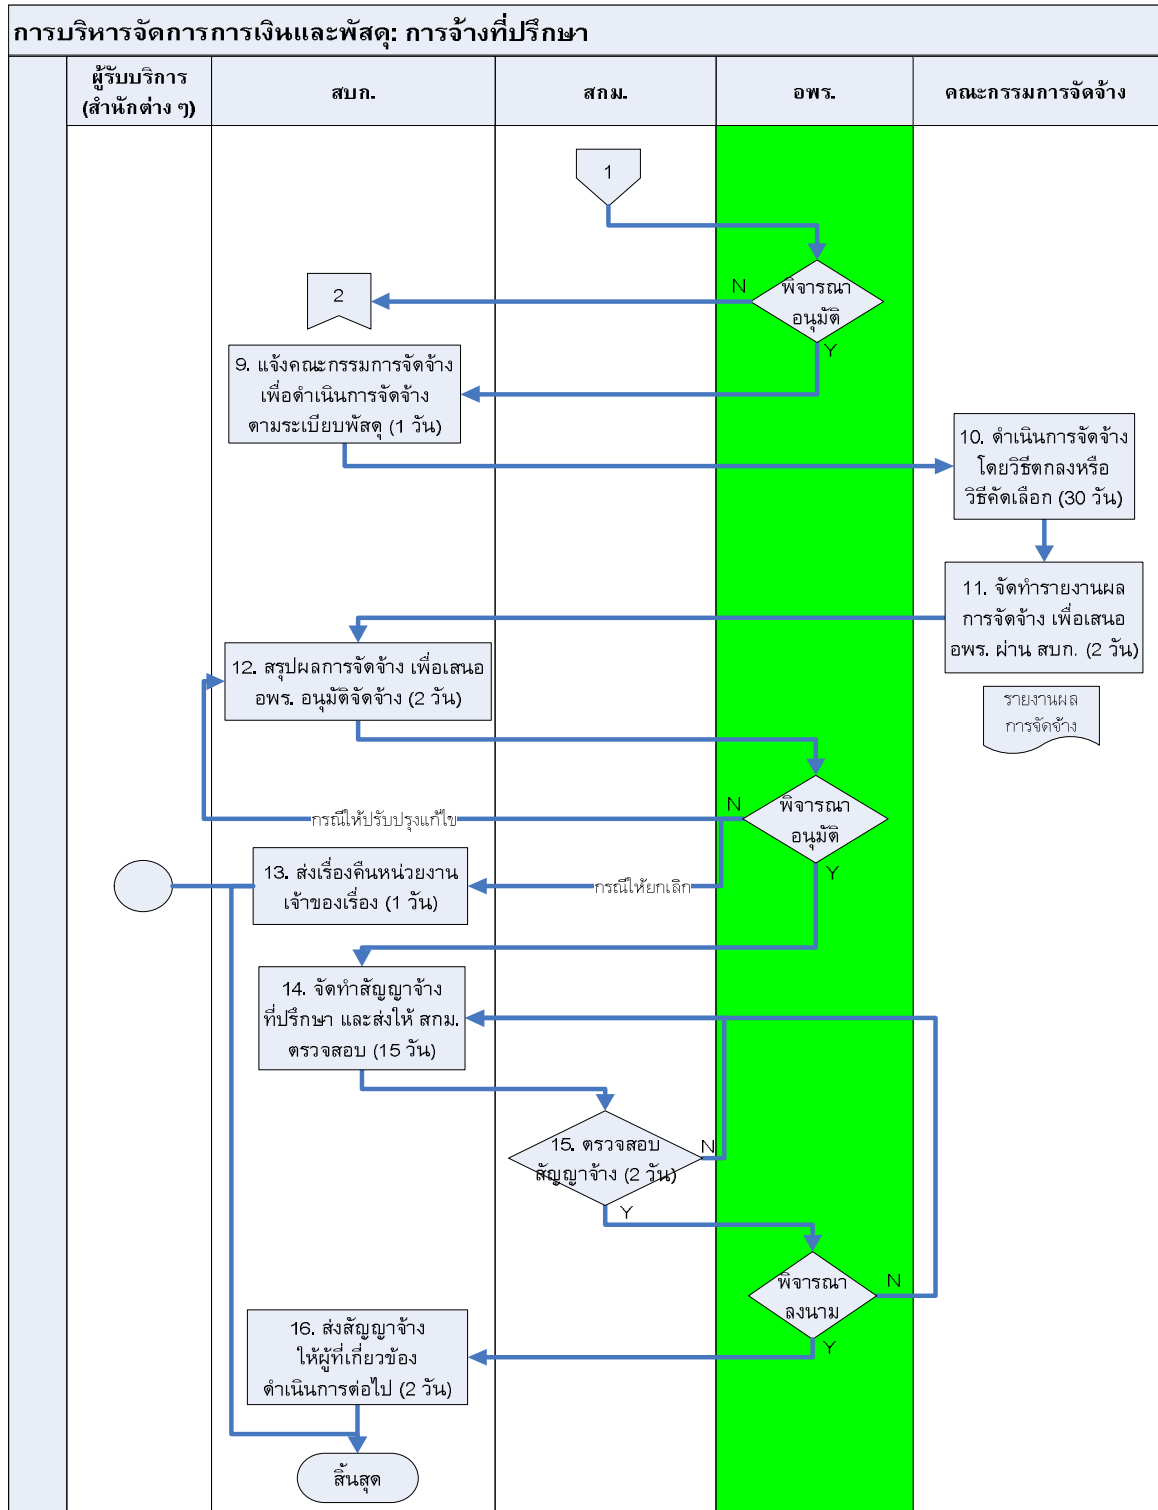 การบริหารจัดการการเงินและพัสดุ: การจ้างที่ปรึกษา
ผู้รับบริการ
(สำนักต่าง ๆ)
สบก.
สกม.
อพร.
คณะกรรมการจัดจ้าง
1
พิจารณา
อนุมัติ
N
Y
2
9. แจ้งคณะกรรมการจัดจ้าง
เพื่อดำเนินการจัดจ้าง
ตามระเบียบพัสดุ (1 วัน)
10. ดำเนินการจัดจ้าง
โดยวิธีตกลงหรือ
วิธีคัดเลือก (30 วัน)
11. จัดทำรายงานผล
การจัดจ้าง เพื่อเสนอ
อพร. ผ่าน สบก. (2 วัน)
รายงานผล
การจัดจ้าง
12. สรุปผลการจัดจ้าง เพื่อเสนอ
อพร. อนุมัติจัดจ้าง (2 วัน)
พิจารณา
อนุมัติ
N
Y
กรณีให้ปรับปรุงแก้ไข
13. ส่งเรื่องคืนหน่วยงาน
เจ้าของเรื่อง (1 วัน)
กรณีให้ยกเลิก
14. จัดทำสัญญาจ้าง
ที่ปรึกษา และส่งให้ สกม.
ตรวจสอบ (15 วัน)
15. ตรวจสอบ
สัญญาจ้าง (2 วัน)
N
Y
พิจารณา
ลงนาม
N
Y
16. ส่งสัญญาจ้าง
ให้ผู้ที่เกี่ยวข้อง
ดำเนินการต่อไป (2 วัน)
สิ้นสุด